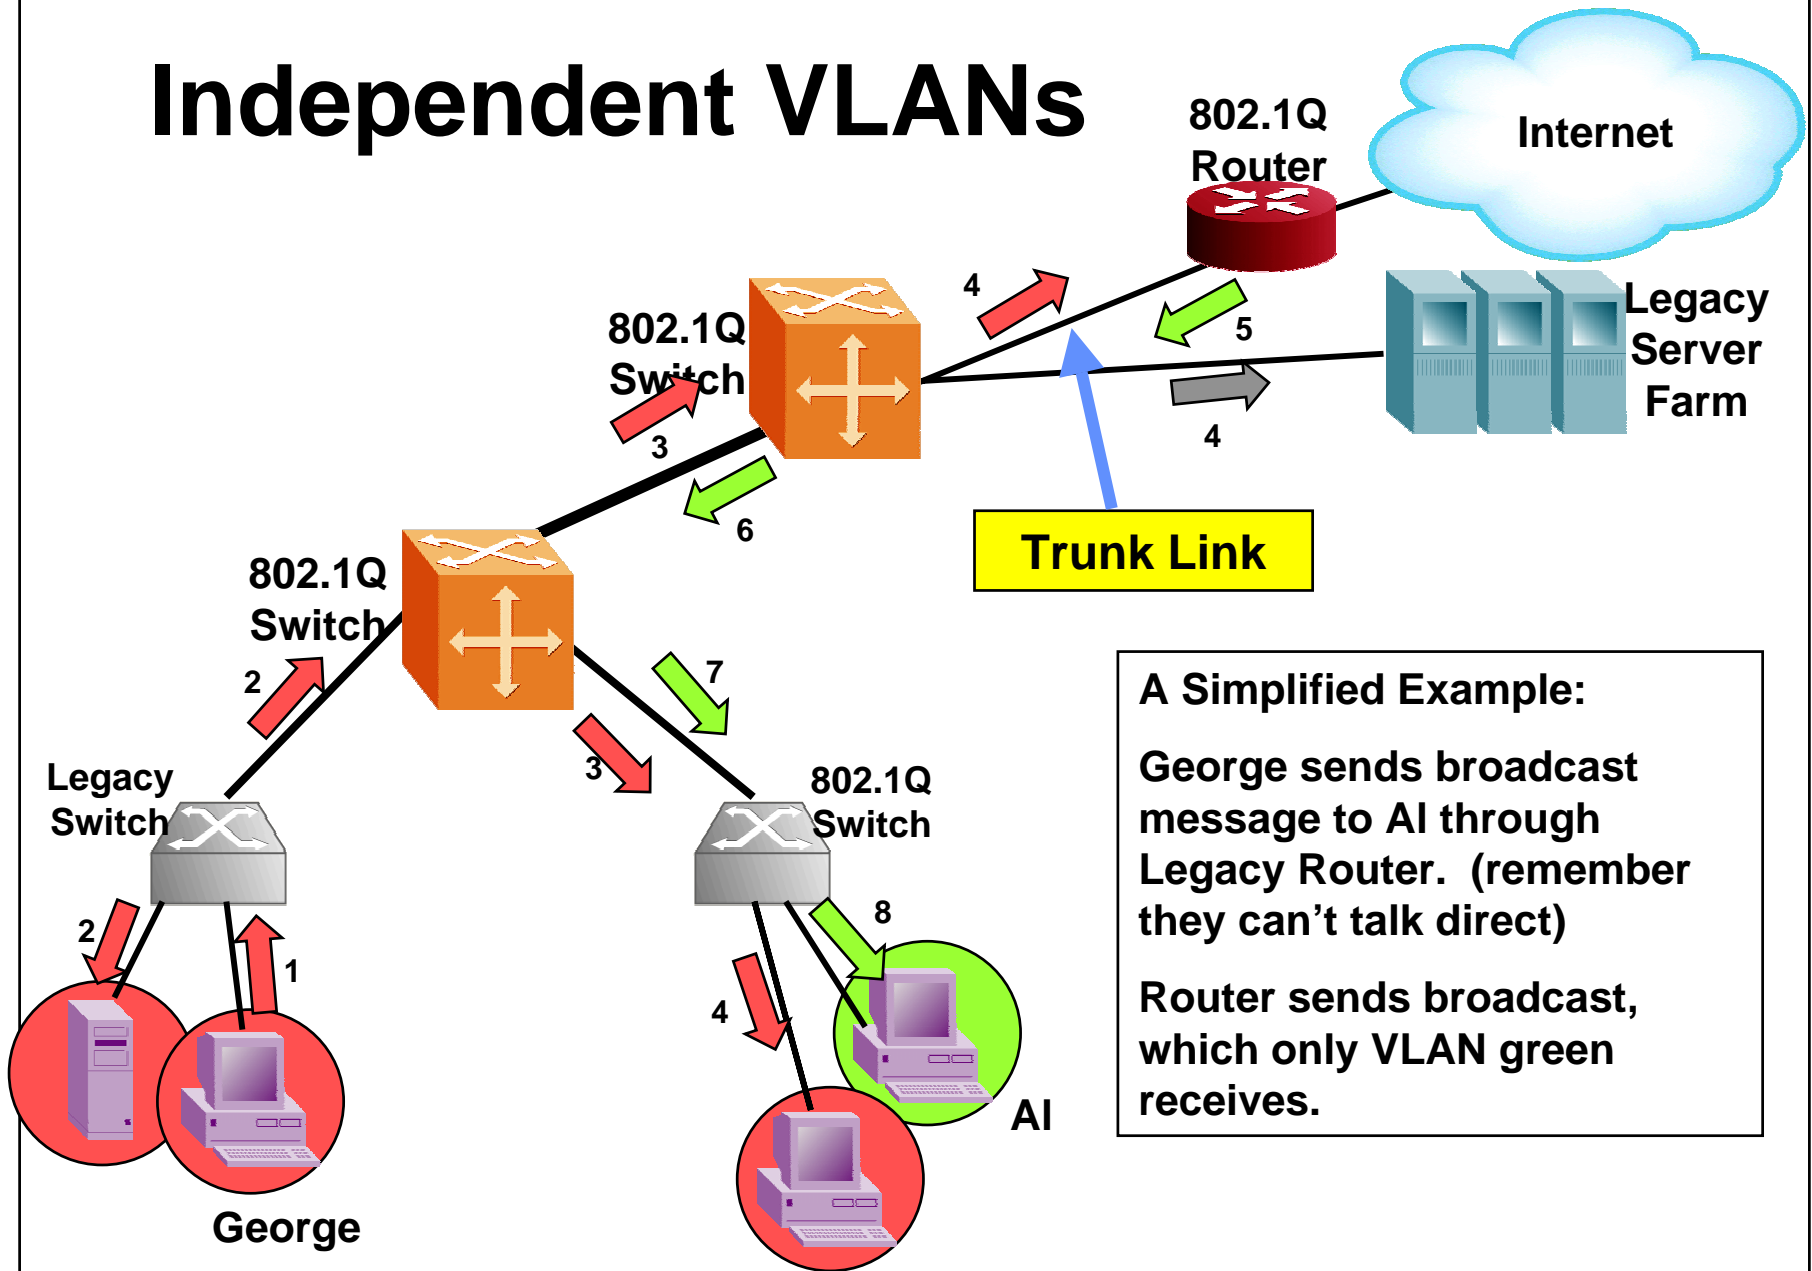 Independent VLANs
802.1Q
Router
Internet
4
5
802.1Q
Switch
Legacy
Server
Farm
3
4
6
Trunk Link
802.1Q
Switch
2
7
3
A Simplified Example:
George sends broadcast
message to Al through
Legacy Router.  (remember
they can’t talk direct)
Router sends broadcast,
which only VLAN green
receives.
Legacy
Switch
802.1Q
Switch
2
1
8
4
Al
George